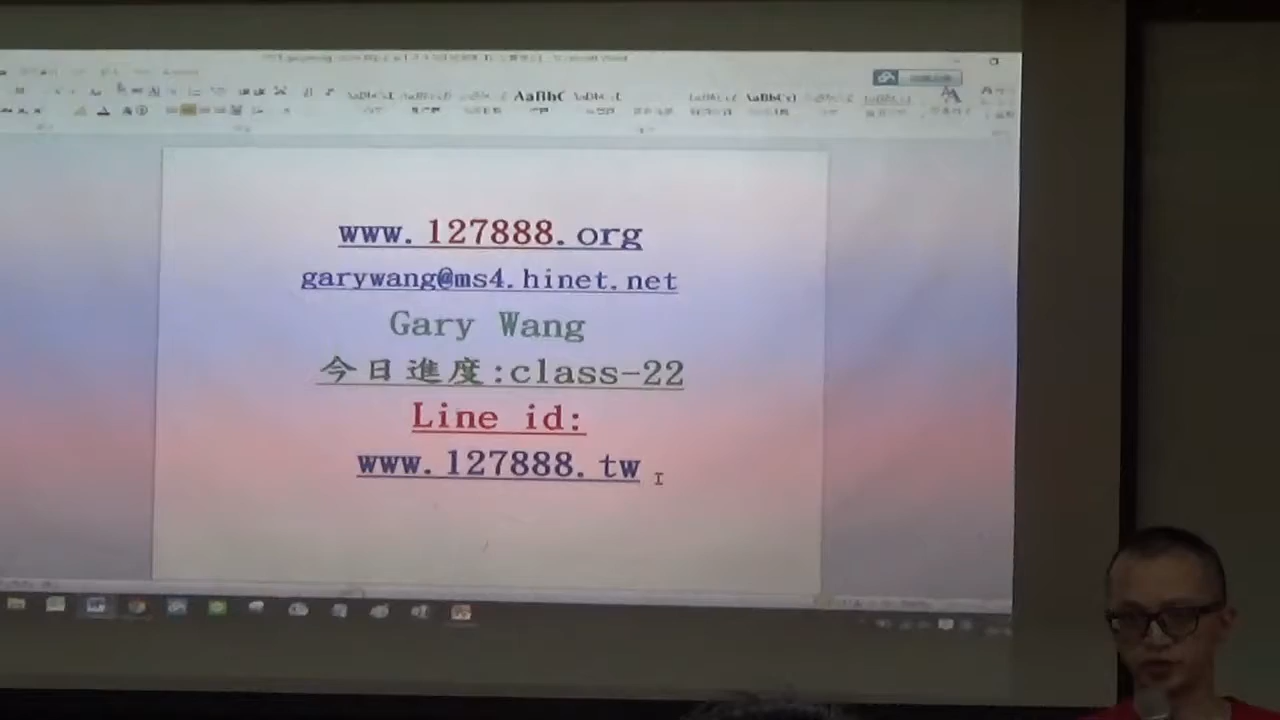 AaBbC
www.127888.org
garywang@ms4.hinet.net
Gary Wang
今日進度:class-22
Line id:
www.127888.tw